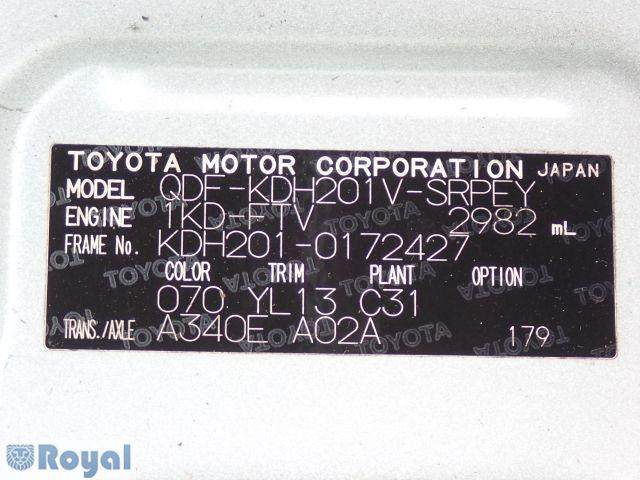 TOYOTA MOTOR CORPORATION JAPAN
MODEL QDF-KDH201V-SRPEY
ENGINE 1KD-FTV 2982 mL
FRAME No. KDH201-0172427
COLOR TRIM PLANT OPTION
070 YL13 C31
TRANS./AXLE A340E A02A 179
Royal